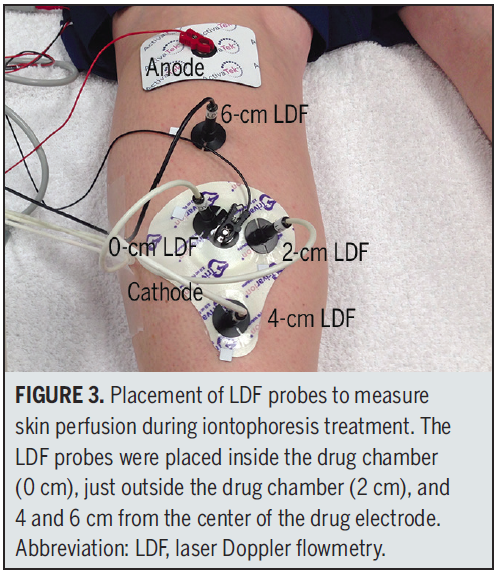 ActivaTek
Anode
6-cm LDF
0-cm LDF
2-cm LDF
Cathode
4-cm LDF
FIGURE 3. Placement of LDF probes to measure
skin perfusion during iontophoresis treatment. The
LDF probes were placed inside the drug chamber
(0 cm), just outside the drug chamber (2 cm), and
4 and 6 cm from the center of the drug electrode.
Abbreviation: LDF, laser Doppler flowmetry.